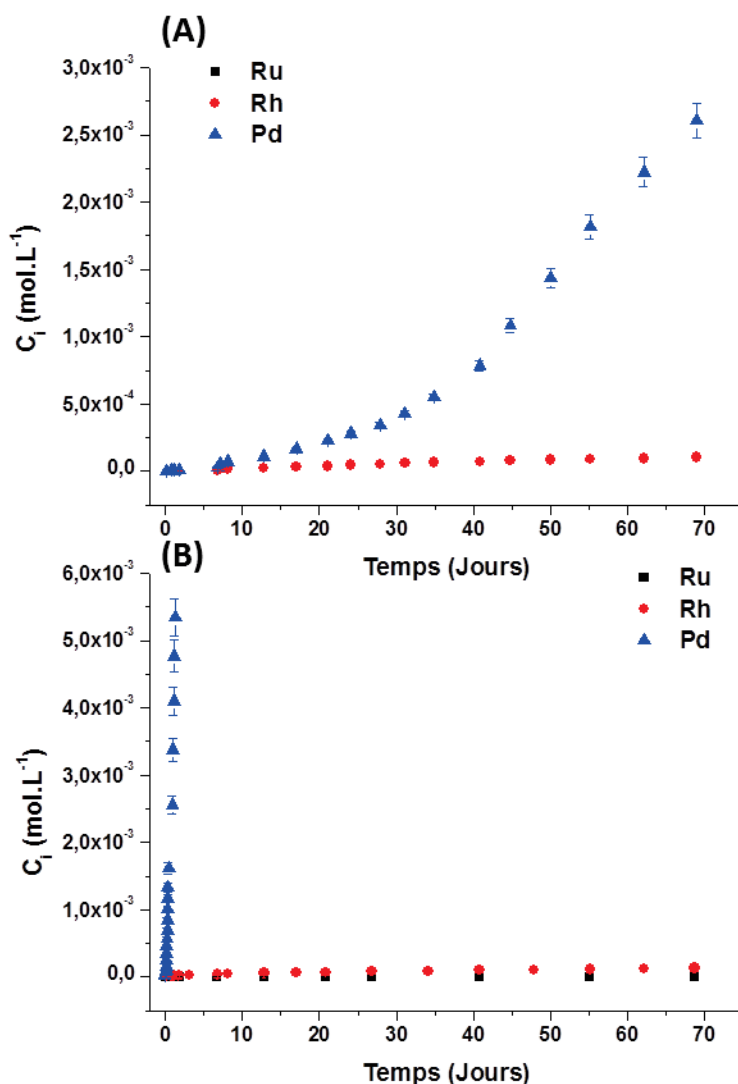 (A)
Ru
Rh
Pd
3,0x10⁻³
2,5x10⁻³
2,0x10⁻³
1,5x10⁻³
1,0x10⁻³
5,0x10⁻⁴
0,0
Cᵢ (mol.L⁻¹)
0 10 20 30 40 50 60 70
Temps (Jours)
(B)
Ru
Rh
Pd
6,0x10⁻³
5,0x10⁻³
4,0x10⁻³
3,0x10⁻³
2,0x10⁻³
1,0x10⁻³
0,0
Cᵢ (mol.L⁻¹)
0 10 20 30 40 50 60 70
Temps (Jours)